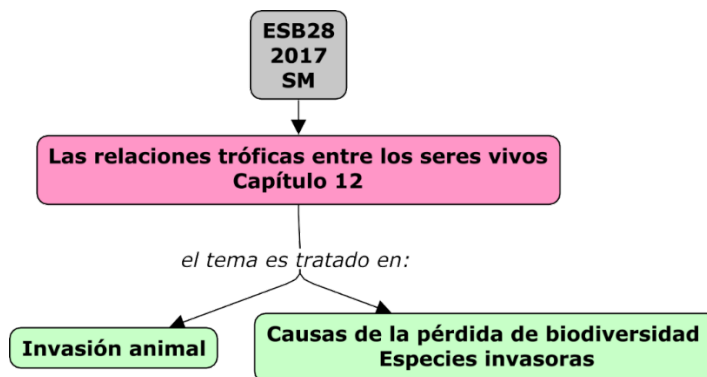 ESB28
2017
SM
Las relaciones tróficas entre los seres vivos
Capítulo 12
el tema es tratado en:
Invasión animal
Causas de la pérdida de biodiversidad
Especies invasoras